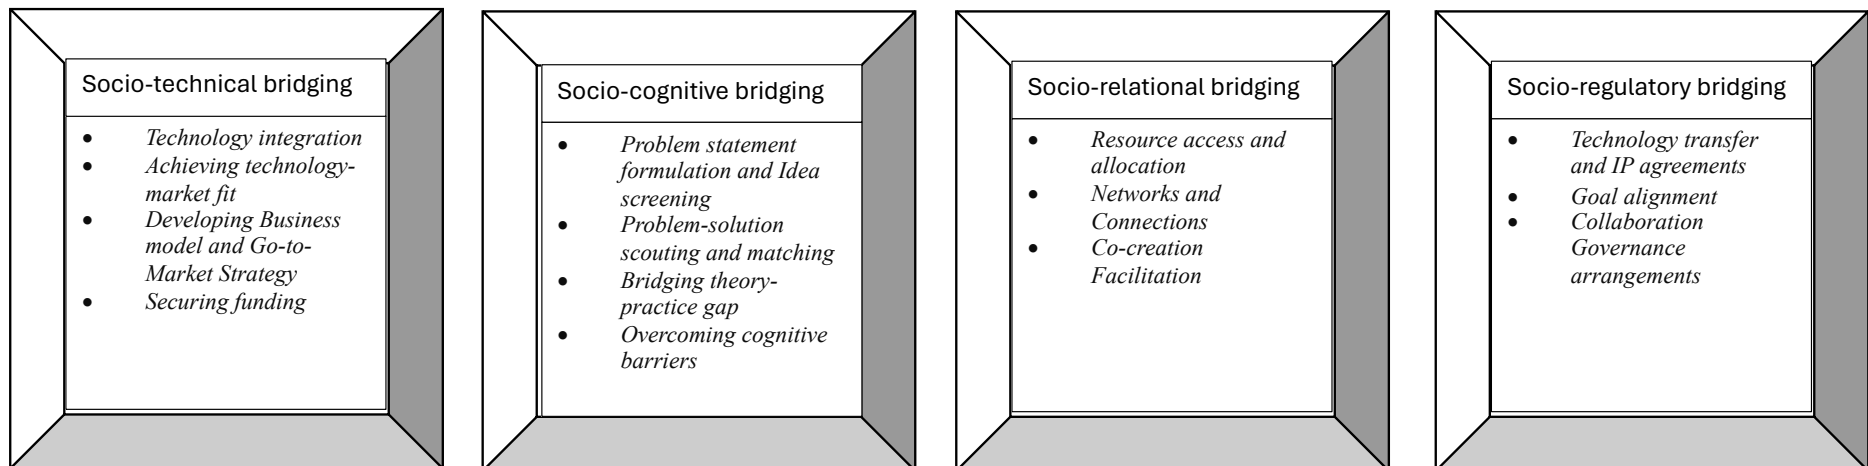 Socio-technical bridging
• Technology integration
• Achieving technology-
market fit
• Developing Business
model and Go-to-
Market Strategy
• Securing funding
Socio-cognitive bridging
• Problem statement
formulation and Idea
screening
• Problem-solution
scouting and matching
• Bridging theory-
practice gap
• Overcoming cognitive
barriers
Socio-relational bridging
• Resource access and
allocation
• Networks and
Connections
• Co-creation
Facilitation
Socio-regulatory bridging
• Technology transfer
and IP agreements
• Goal alignment
• Collaboration
Governance
arrangements